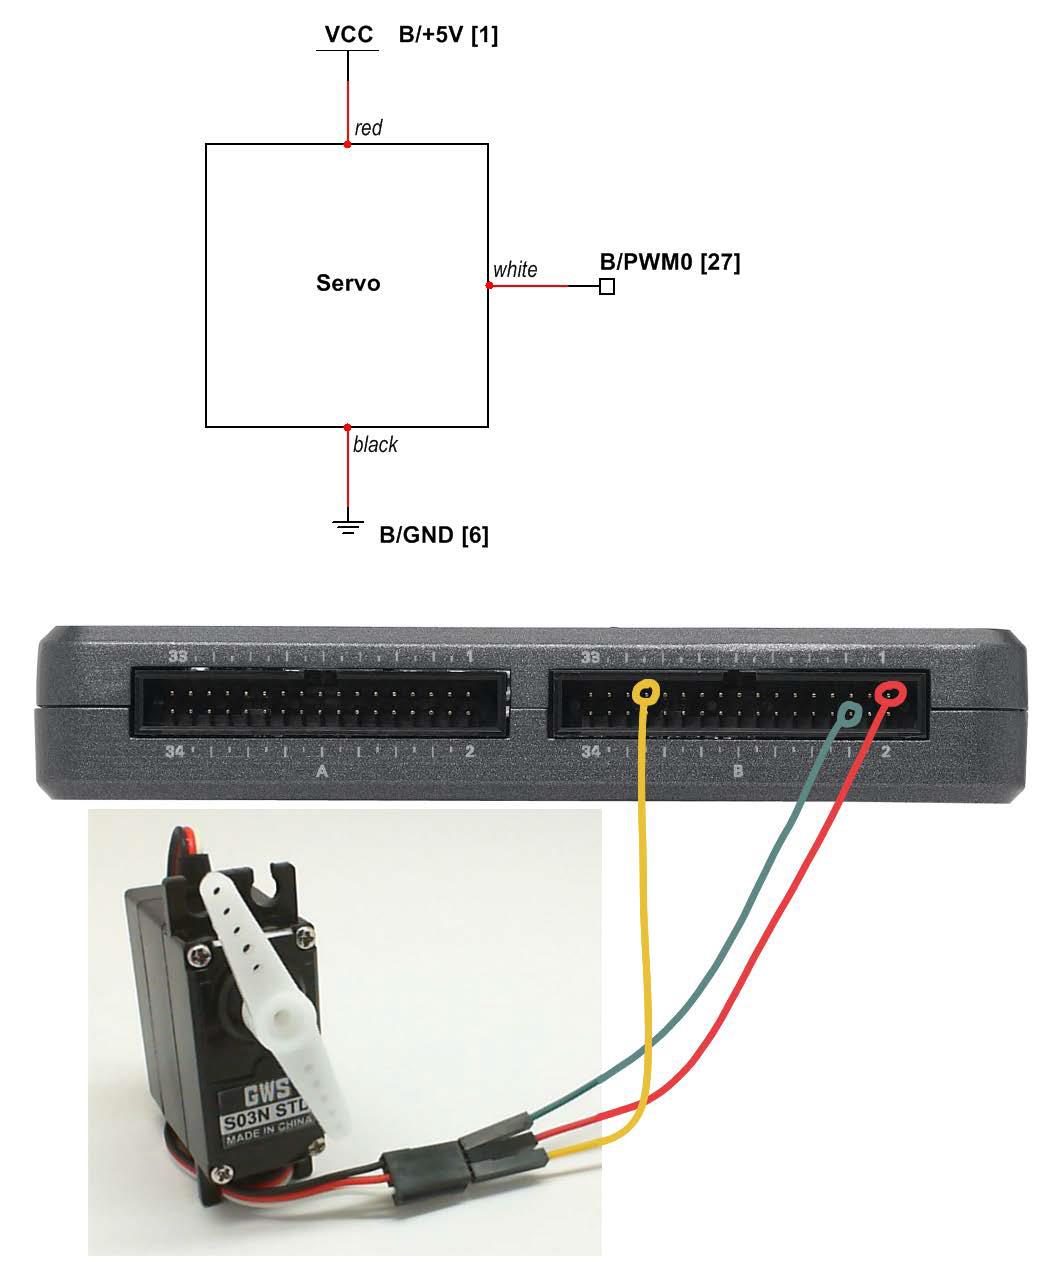 VCC B/+5V [1]
red
Servo
white
B/PWM0 [27]
black
B/GND [6]
33 1 33 1
34 2 34 2
A B
GWS
S03N STD
MADE IN CHINA